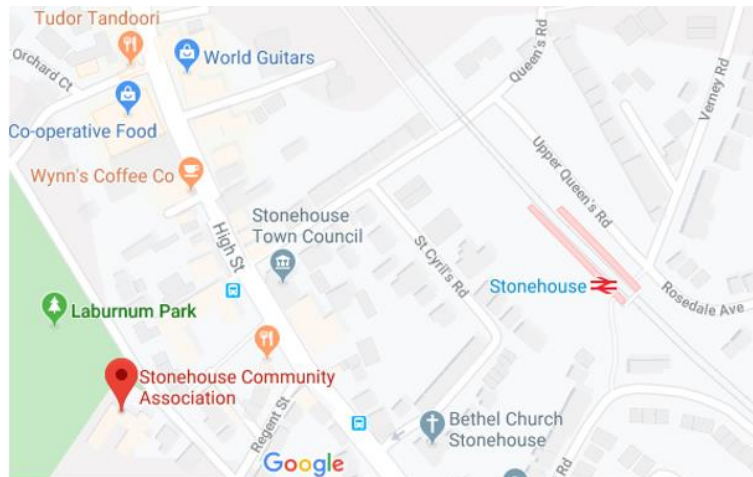 Tudor Tandoori
World Guitars
Orchard Ct
Queen's Rd
Verney Rd
Co-operative Food
Upper Queen's Rd
Wynn's Coffee Co
Stonehouse
Town Council
High St
St Cyril's Rd
Stonehouse
Rosedale Ave
Laburnum Park
Stonehouse Community
Association
Regent St
Bethel Church
Stonehouse
Rd
Google